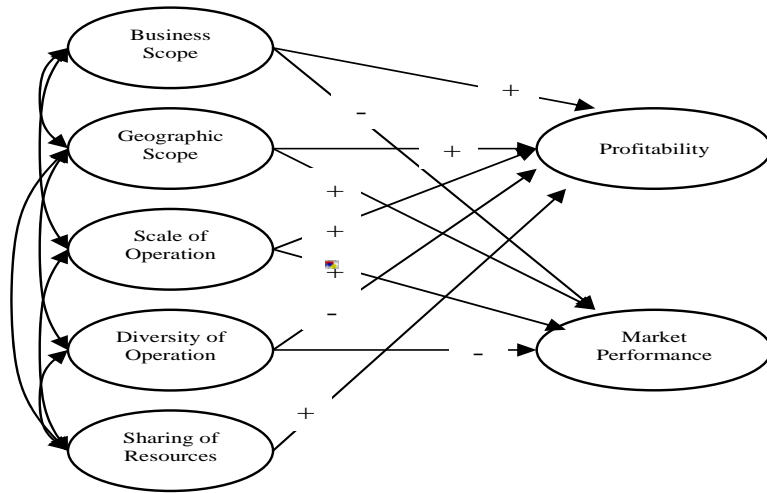 Business
Scope
+
-
Geographic
Scope
+
Profitability
+
Scale of
Operation
+
+
-
Diversity of
Operation
-
Market
Performance
+
Sharing of
Resources